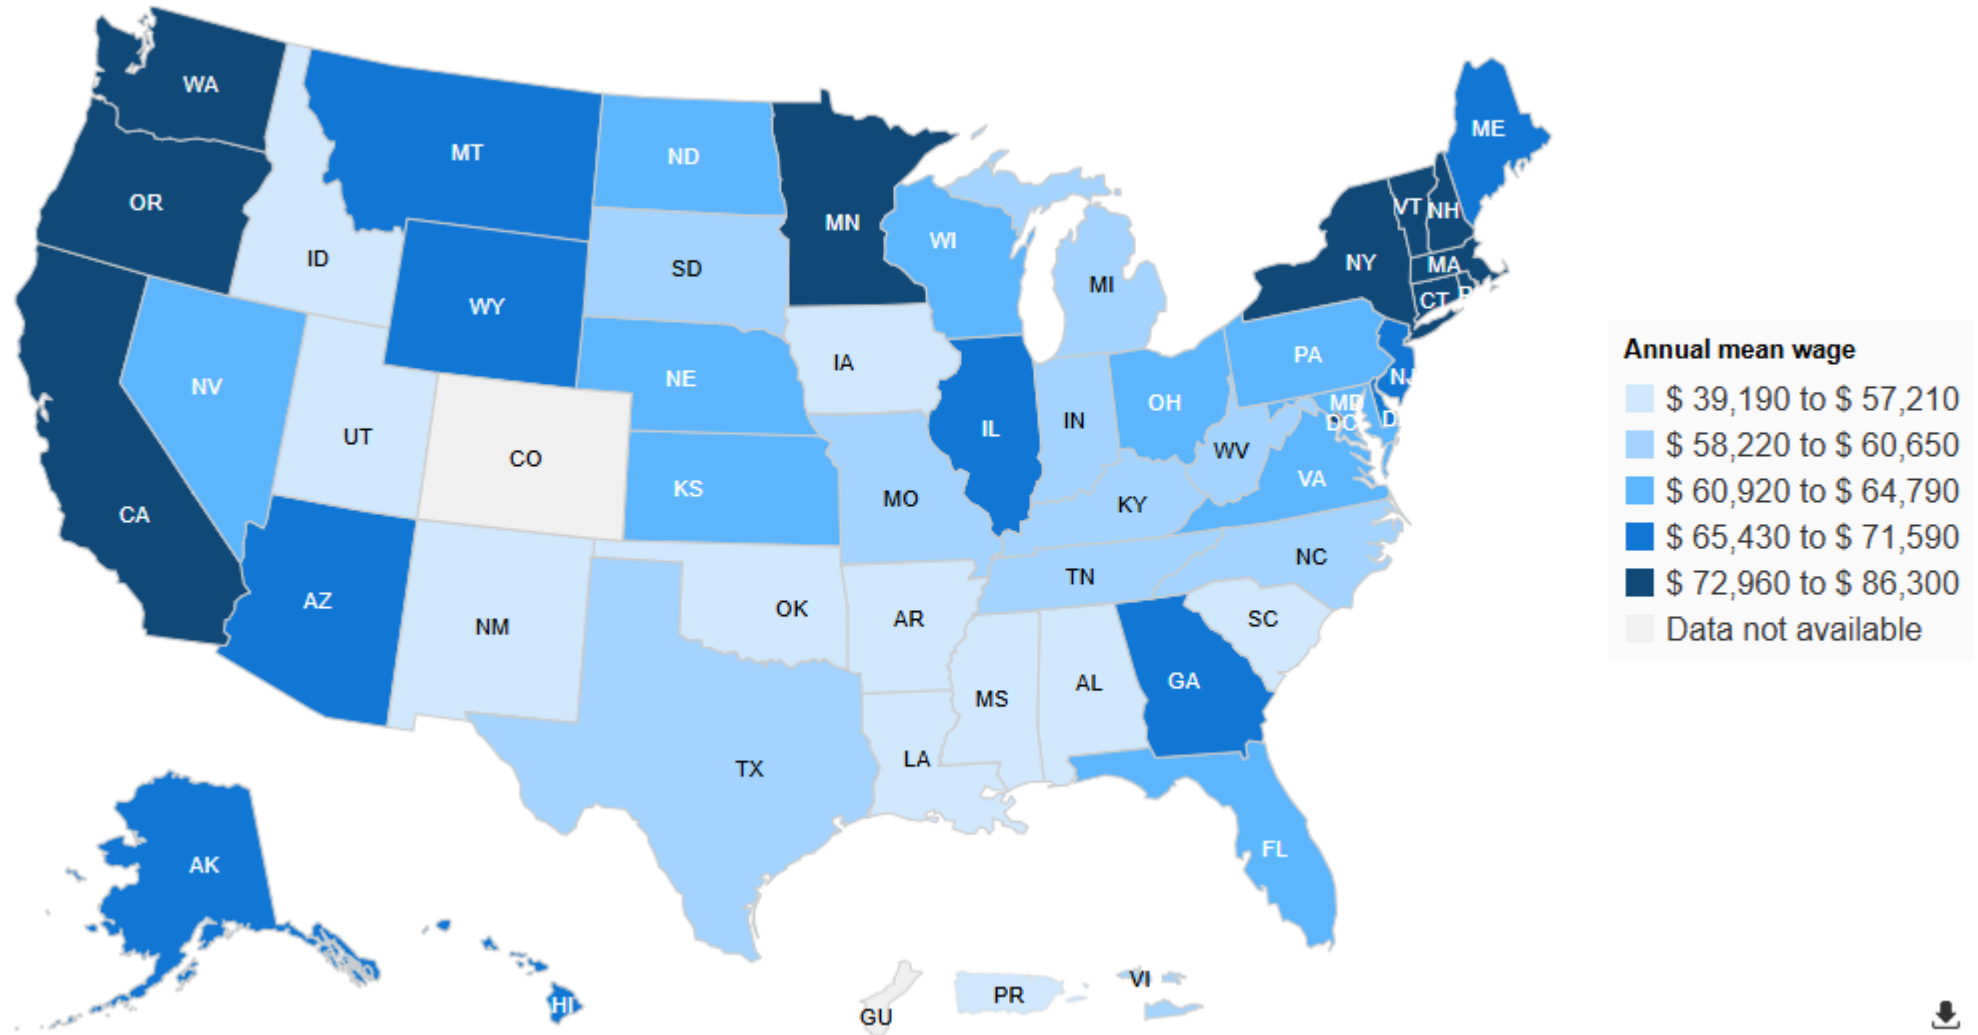 WA
MT
ND
ME
OR
MN
VT
NH
ID
SD
WI
NY
MA
MI
CT
WY
IA
PA
NV
NE
NJ
OH
MD
UT
IN
IL
DC
CO
WV
KS
VA
MO
KY
CA
NC
TN
AZ
OK
AR
SC
NM
MS
AL
GA
LA
TX
FL
AK
HI
GU
PR
VI
Annual mean wage
$ 39,190 to $ 57,210
$ 58,220 to $ 60,650
$ 60,920 to $ 64,790
$ 65,430 to $ 71,590
$ 72,960 to $ 86,300
Data not available